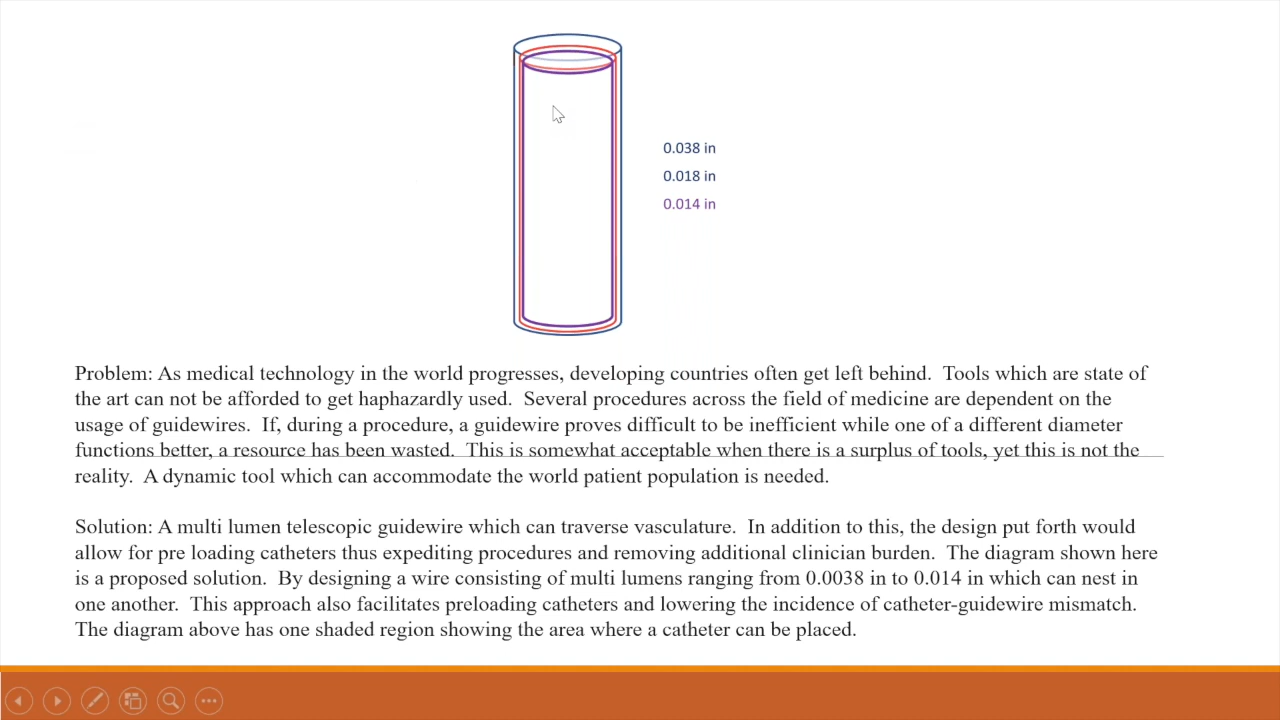 0.038 in
0.018 in
0.014 in
Problem: As medical technology in the world progresses, developing countries often get left behind.  Tools which are state of
the art can not be afforded to get haphazardly used.  Several procedures across the field of medicine are dependent on the
usage of guidewires.  If, during a procedure, a guidewire proves difficult to be inefficient while one of a different diameter
functions better, a resource has been wasted.  This is somewhat acceptable when there is a surplus of tools, yet this is not the
reality.  A dynamic tool which can accommodate the world patient population is needed.
Solution: A multi lumen telescopic guidewire which can traverse vasculature.  In addition to this, the design put forth would
allow for pre loading catheters thus expediting procedures and removing additional clinician burden.  The diagram shown here
is a proposed solution.  By designing a wire consisting of multi lumens ranging from 0.0038 in to 0.014 in which can nest in
one another.  This approach also facilitates preloading catheters and lowering the incidence of catheter-guidewire mismatch.
The diagram above has one shaded region showing the area where a catheter can be placed.